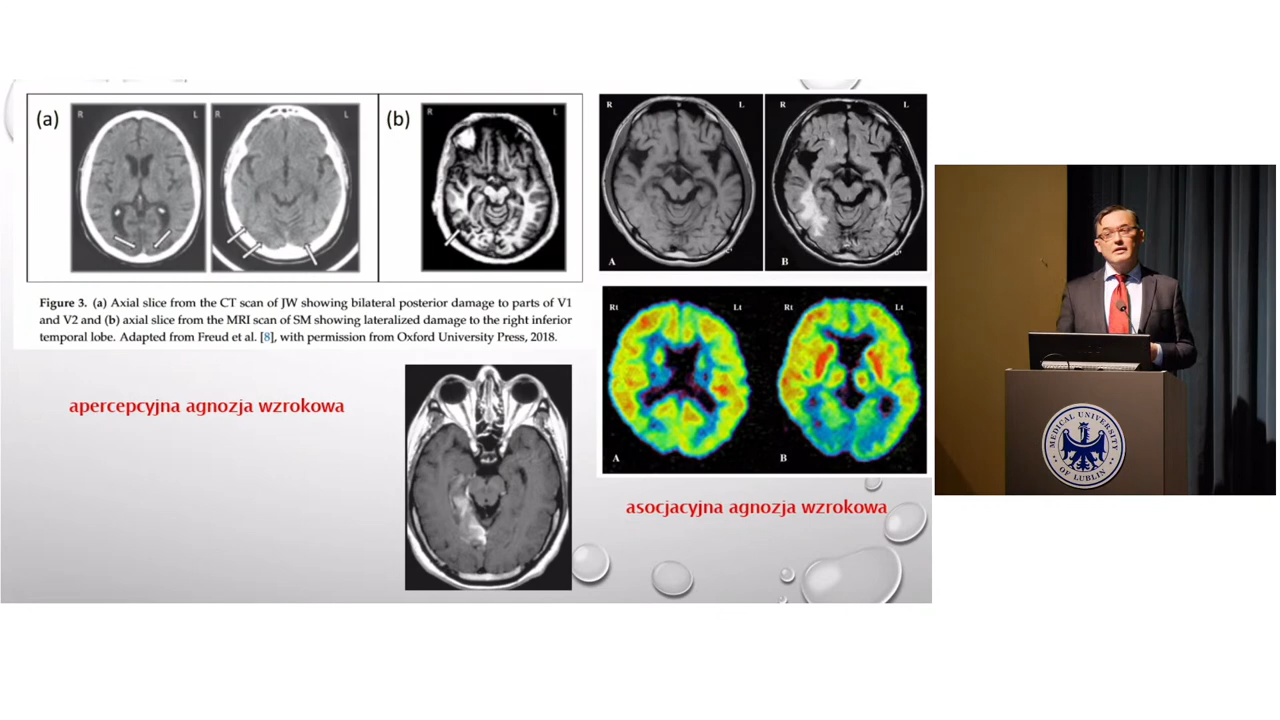 (a)
R
L
R
L
(b)
R
L
Figure 3. (a) Axial slice from the CT scan of JW showing bilateral posterior damage to parts of V1
and V2 and (b) axial slice from the MRI scan of SM showing lateralized damage to the right inferior
temporal lobe. Adapted from Freud et al. [8], with permission from Oxford University Press, 2018.
apercepcyjna agnozja wzrokowa
R
L
A
R
L
B
Rt
Lt
A
Rt
Lt
B
asocjacyjna agnozja wzrokowa
MEDICAL UNIVERSITY
OF LUBLIN